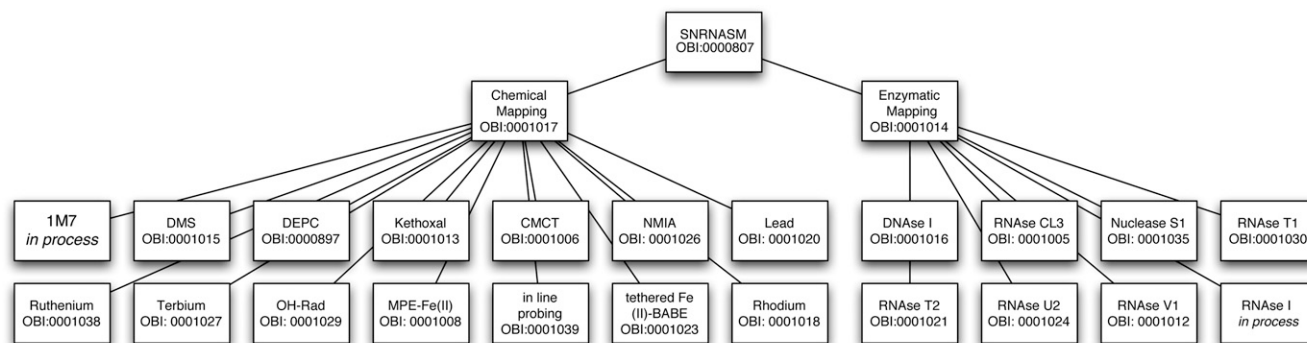 SNRNASM
OBI:0000807
Chemical
Mapping
OBI:0001017
Enzymatic
Mapping
OBI:0001014
1M7
in process
DMS
OBI:0001015
DEPC
OBI:0000897
Kethoxal
OBI:0001013
CMCT
OBI:0001006
NMIA
OBI: 0001026
Lead
OBI: 0001020
DNAse I
OBI:0001016
RNAse CL3
OBI:0001005
Nuclease S1
OBI:0001035
RNAse T1
OBI:0001030
Ruthenium
OBI:0001038
Terbium
OBI: 0001027
OH-Rad
OBI: 0001029
MPE-Fe(II)
OBI: 0001008
in line
probing
OBI:0001039
tethered Fe
(II)-BABE
OBI:0001023
Rhodium
OBI: 0001018
RNAse T2
OBI:0001021
RNAse U2
OBI: 0001024
RNAse V1
OBI: 0001012
RNAse I
in process